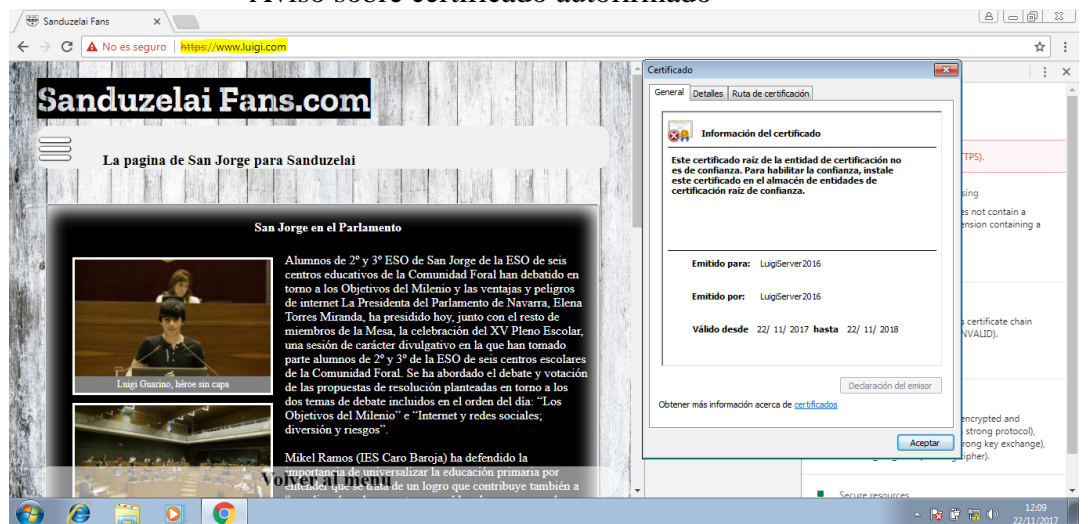 Aviso sobre certificado autofirmado
Sanduzelai Fans
No es seguro
https://www.luigi.com
Sanduzelai Fans.com
La pagina de San Jorge para Sanduzelai
San Jorge en el Parlamento
Alumnos de 2º y 3º ESO de San Jorge de la ESO de seis
centros educativos de la Comunidad Foral han debatido en
torno a los Objetivos del Milenio y las ventajas y peligros
de internet La Presidenta del Parlamento de Navarra, Elena
Torres Miranda, ha presidido hoy, junto con el resto de
miembros de la Mesa, la celebración del XV Pleno Escolar,
una sesión de carácter divulgativo en la que han tomado
parte alumnos de 2º y 3º de la ESO de seis centros escolares
de la Comunidad Foral. Se ha abordado el debate y votación
de las propuestas de resolución planteadas en torno a los
dos temas de debate incluidos en el orden del día: “Los
Objetivos del Milenio” e “Internet y redes sociales;
diversión y riesgos”.
Luigi Guarino, héroe sin capa
Mikel Ramos (IES Caro Baroja) ha defendido la
importancia de universalizar la educación primaria por
entender que se trata de un logro que contribuye también a
Volver al menu
Certificado
General
Detalles
Ruta de certificación
Información del certificado
Este certificado raíz de la entidad de certificación no
es de confianza. Para habilitar la confianza, instale
este certificado en el almacén de entidades de
certificación raíz de confianza.
Emitido para: LuigiServer2016
Emitido por: LuigiServer2016
Válido desde 22/ 11/ 2017 hasta 22/ 11/ 2018
Declaración del emisor
Obtener más información acerca de certificados
Aceptar
TPS).
sing
es not contain a
ension containing a
s certificate chain
NVALID).
encrypted and
strong protocol),
rong key exchange),
cipher).
Secure resources
12:09
22/11/2017